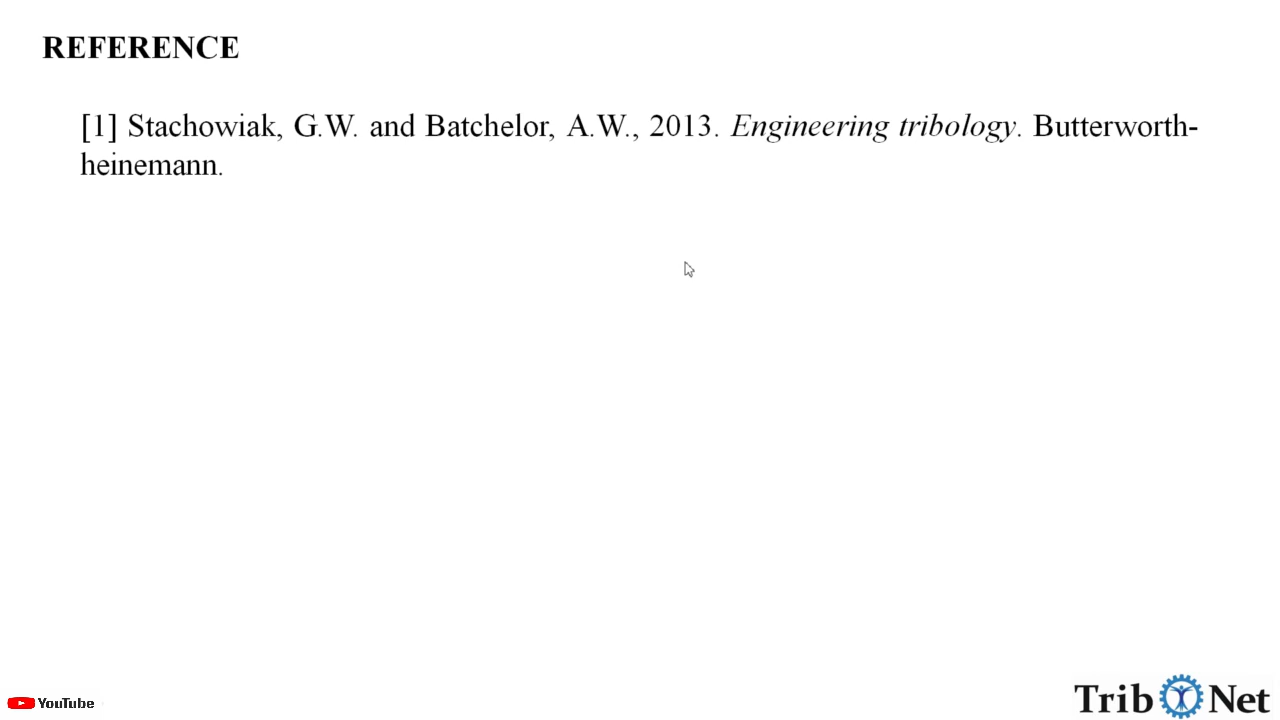 REFERENCE
[1] Stachowiak, G.W. and Batchelor, A.W., 2013. Engineering tribology. Butterworth-
heinemann.
YouTube
Trib Net